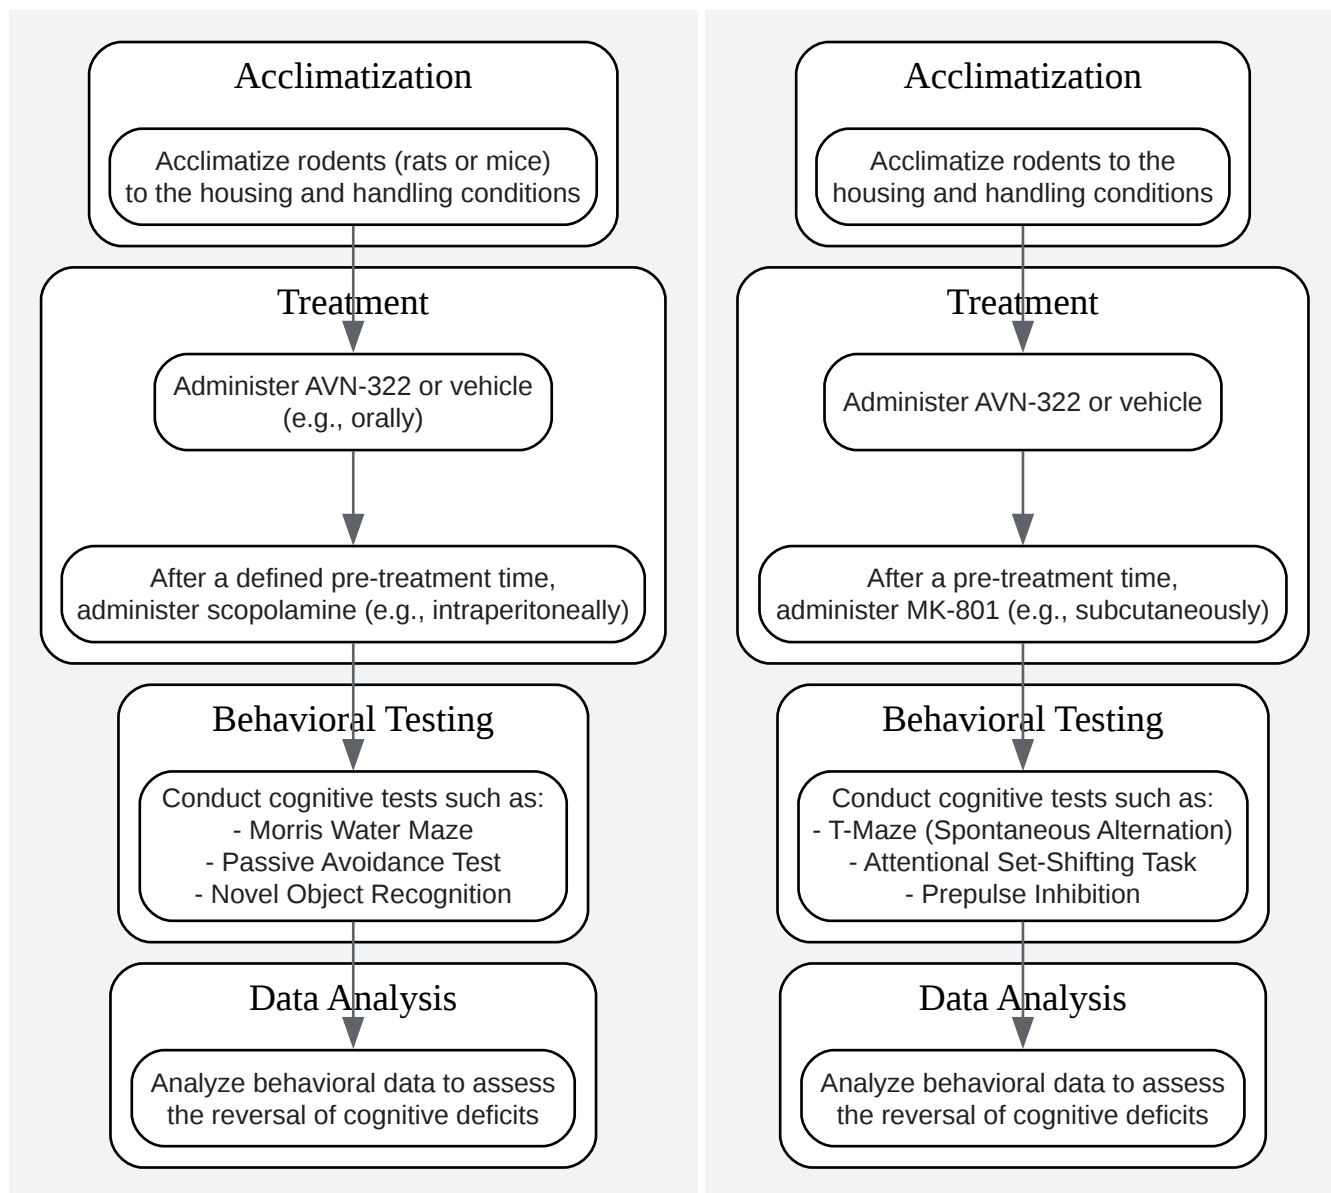 Acclimatization
Acclimatize rodents (rats or mice)
to the housing and handling conditions
Treatment
Administer AVN-322 or vehicle
(e.g., orally)
After a defined pre-treatment time,
administer scopolamine (e.g., intraperitoneally)
Behavioral Testing
Conduct cognitive tests such as:
- Morris Water Maze
- Passive Avoidance Test
- Novel Object Recognition
Data Analysis
Analyze behavioral data to assess
the reversal of cognitive deficits
Acclimatization
Acclimatize rodents to the
housing and handling conditions
Treatment
Administer AVN-322 or vehicle
After a pre-treatment time,
administer MK-801 (e.g., subcutaneously)
Behavioral Testing
Conduct cognitive tests such as:
- T-Maze (Spontaneous Alternation)
- Attentional Set-Shifting Task
- Prepulse Inhibition
Data Analysis
Analyze behavioral data to assess
the reversal of cognitive deficits